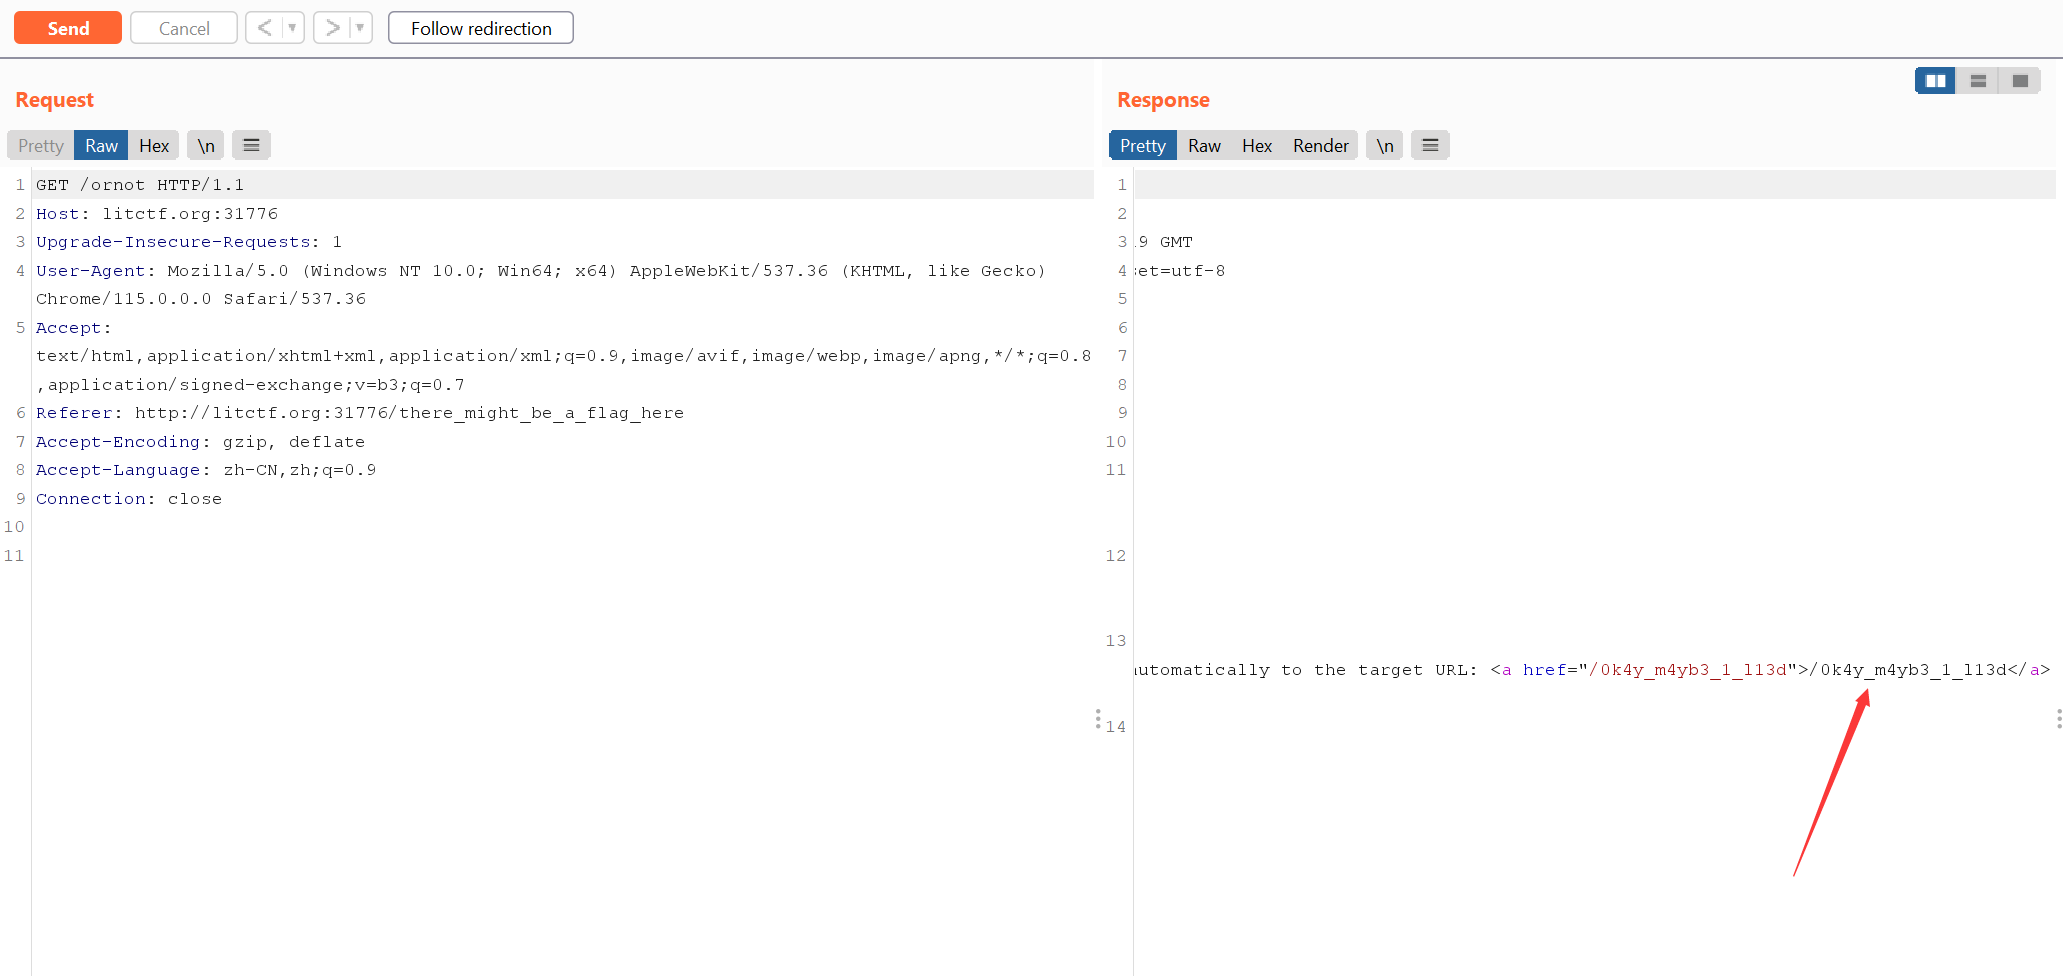 Send Cancel < ▼ > ▼ Follow redirection
Request
Pretty Raw Hex \n
1 GET /ornot HTTP/1.1
2 Host: litctf.org:31776
3 Upgrade-Insecure-Requests: 1
4 User-Agent: Mozilla/5.0 (Windows NT 10.0; Win64; x64) AppleWebKit/537.36 (KHTML, like Gecko)
Chrome/115.0.0.0 Safari/537.36
5 Accept:
text/html,application/xhtml+xml,application/xml;q=0.9,image/avif,image/webp,image/apng,*/*;q=0.8
,application/signed-exchange;v=b3;q=0.7
6 Referer: http://litctf.org:31776/there_might_be_a_flag_here
7 Accept-Encoding: gzip, deflate
8 Accept-Language: zh-CN,zh;q=0.9
9 Connection: close
10
11
Response
Pretty Raw Hex Render \n
1
2
3 9 GMT
4 set=utf-8
5
6
7
8
9
10
11
12
13
automatically to the target URL: <a href="/0k4y_m4yb3_1_l13d">/0k4y_m4yb3_1_l13d</a>
14